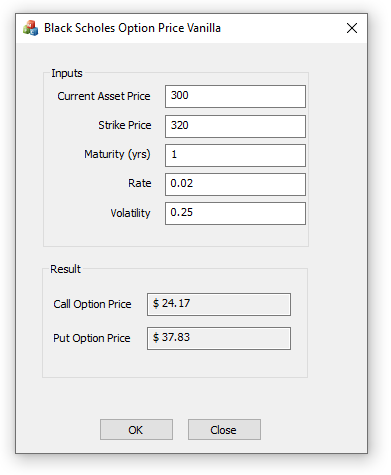 Black Scholes Option Price Vanilla
Inputs
Current Asset Price 300
Strike Price 320
Maturity (yrs) 1
Rate 0.02
Volatility 0.25
Result
Call Option Price $ 24.17
Put Option Price $ 37.83
OK Close